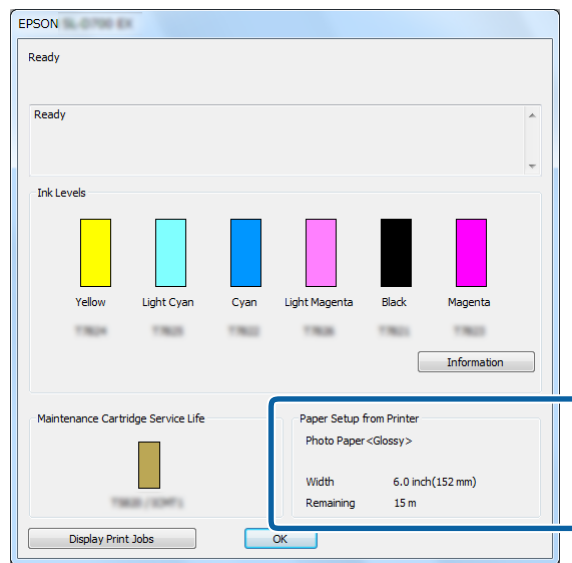 EPSON
Ready
Ready
Ink Levels
Yellow Light Cyan Cyan Light Magenta Black Magenta
Information
Maintenance Cartridge Service Life
Paper Setup from Printer
Photo Paper<Glossy>
Width 6.0 inch(152 mm)
Remaining 15 m
Display Print Jobs OK